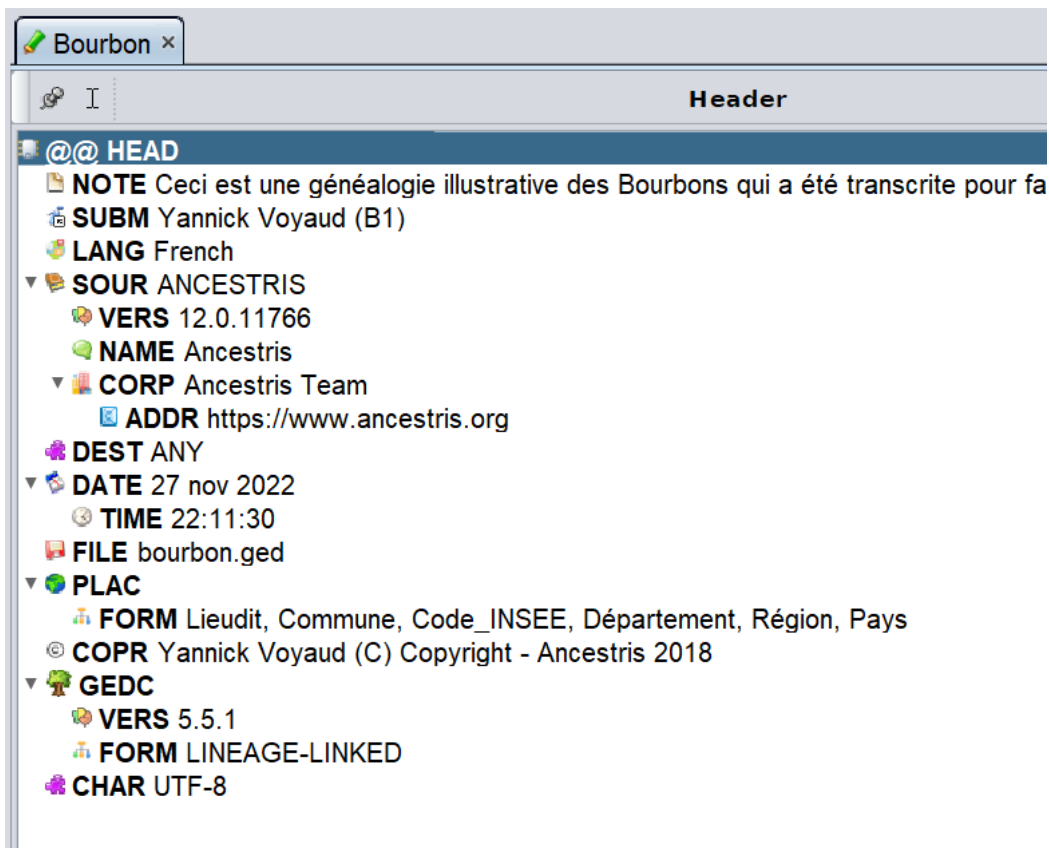 Bourbon ×
Header
@@ HEAD
NOTE Ceci est une généalogie illustrative des Bourbons qui a été transcrite pour fa
SUBM Yannick Voyaud (B1)
LANG French
SOUR ANCESTRIS
VERS 12.0.11766
NAME Ancestris
CORP Ancestris Team
ADDR https://www.ancestris.org
DEST ANY
DATE 27 nov 2022
TIME 22:11:30
FILE bourbon.ged
PLAC
FORM Lieudit, Commune, Code_INSEE, Département, Région, Pays
COPR Yannick Voyaud (C) Copyright - Ancestris 2018
GEDC
VERS 5.5.1
FORM LINEAGE-LINKED
CHAR UTF-8